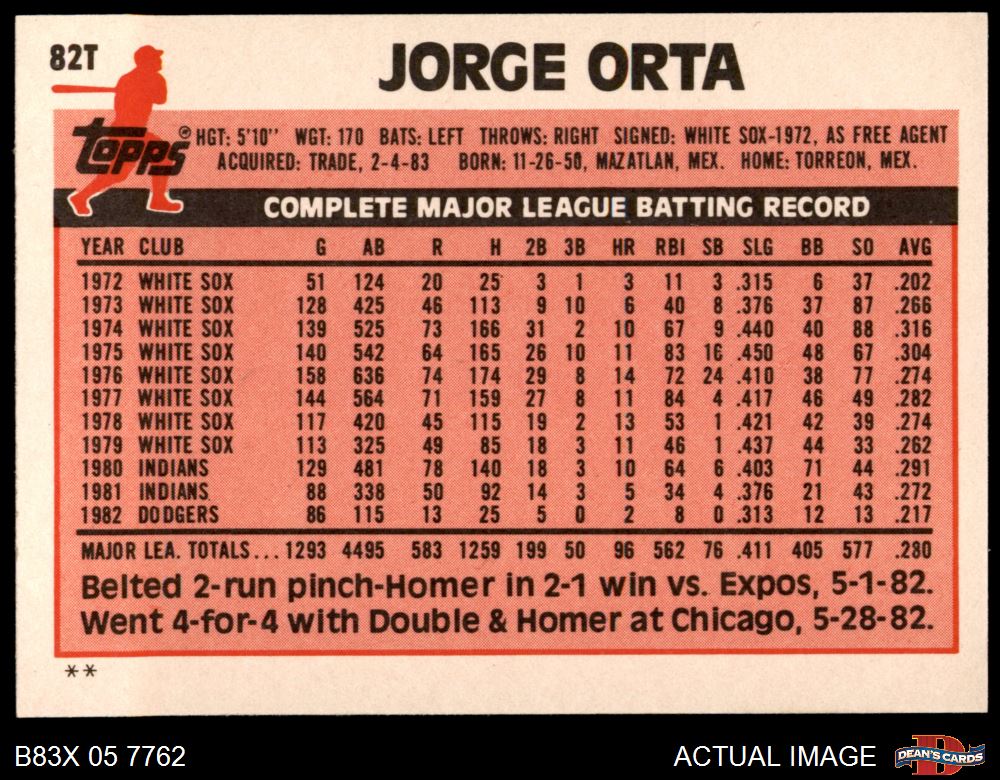 82T
JORGE ORTA
topps® HGT: 5'10" WGT: 170 BATS: LEFT THROWS: RIGHT SIGNED: WHITE SOX-1972, AS FREE AGENT
ACQUIRED: TRADE, 2-4-83 BORN: 11-26-50, MAZATLAN, MEX. HOME: TORREON, MEX.
COMPLETE MAJOR LEAGUE BATTING RECORD
YEAR CLUB G AB R H 2B 3B HR RBI SB SLG BB SO AVG
1972 WHITE SOX 51 124 20 25 3 1 3 11 3 .315 6 37 .202
1973 WHITE SOX 128 425 46 113 9 10 6 40 8 .376 37 87 .266
1974 WHITE SOX 139 525 73 166 31 2 10 67 9 .440 40 88 .316
1975 WHITE SOX 140 542 64 165 26 10 11 83 16 .450 48 67 .304
1976 WHITE SOX 158 636 74 174 29 8 14 72 24 .410 38 77 .274
1977 WHITE SOX 144 564 71 159 27 8 11 84 4 .417 46 49 .282
1978 WHITE SOX 117 420 45 115 19 2 13 53 1 .421 42 39 .274
1979 WHITE SOX 113 325 49 85 18 3 11 46 1 .437 44 33 .262
1980 INDIANS 129 481 78 140 18 3 10 64 6 .403 71 44 .291
1981 INDIANS 88 338 50 92 14 3 5 34 4 .376 21 43 .272
1982 DODGERS 86 115 13 25 5 0 2 8 0 .313 12 13 .217
MAJOR LEA. TOTALS... 1293 4495 583 1259 199 50 96 562 76 .411 405 577 .280
Belted 2-run pinch-Homer in 2-1 win vs. Expos, 5-1-82.
Went 4-for-4 with Double & Homer at Chicago, 5-28-82.
**
B83X 05 7762 ACTUAL IMAGE D DEAN'S CARDS